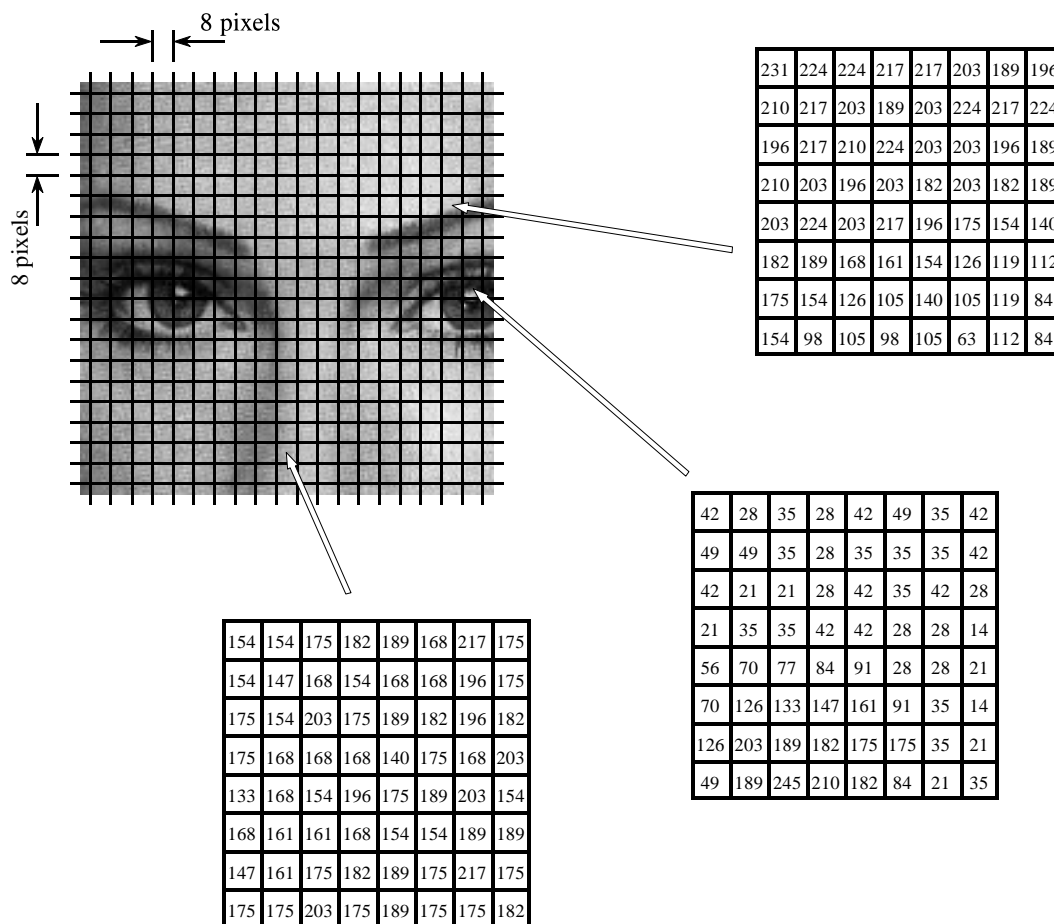 8 pixels
8 pixels
231 224 224 217 217 203 189 196
210 217 203 189 203 224 217 224
196 217 210 224 203 203 196 189
210 203 196 203 182 203 182 189
203 224 203 217 196 175 154 140
182 189 168 161 154 126 119 112
175 154 126 105 140 105 119 84
154 98 105 98 105 63 112 84
42 28 35 28 42 49 35 42
49 49 35 28 35 35 35 42
42 21 21 28 42 35 42 28
21 35 35 42 42 28 28 14
56 70 77 84 91 28 28 21
70 126 133 147 161 91 35 14
126 203 189 182 175 175 35 21
49 189 245 210 182 84 21 35
154 154 175 182 189 168 217 175
154 147 168 154 168 168 196 175
175 154 203 175 189 182 196 182
175 168 168 168 140 175 168 203
133 168 154 196 175 189 203 154
168 161 161 168 154 154 189 189
147 161 175 182 189 175 217 175
175 175 203 175 189 175 175 182